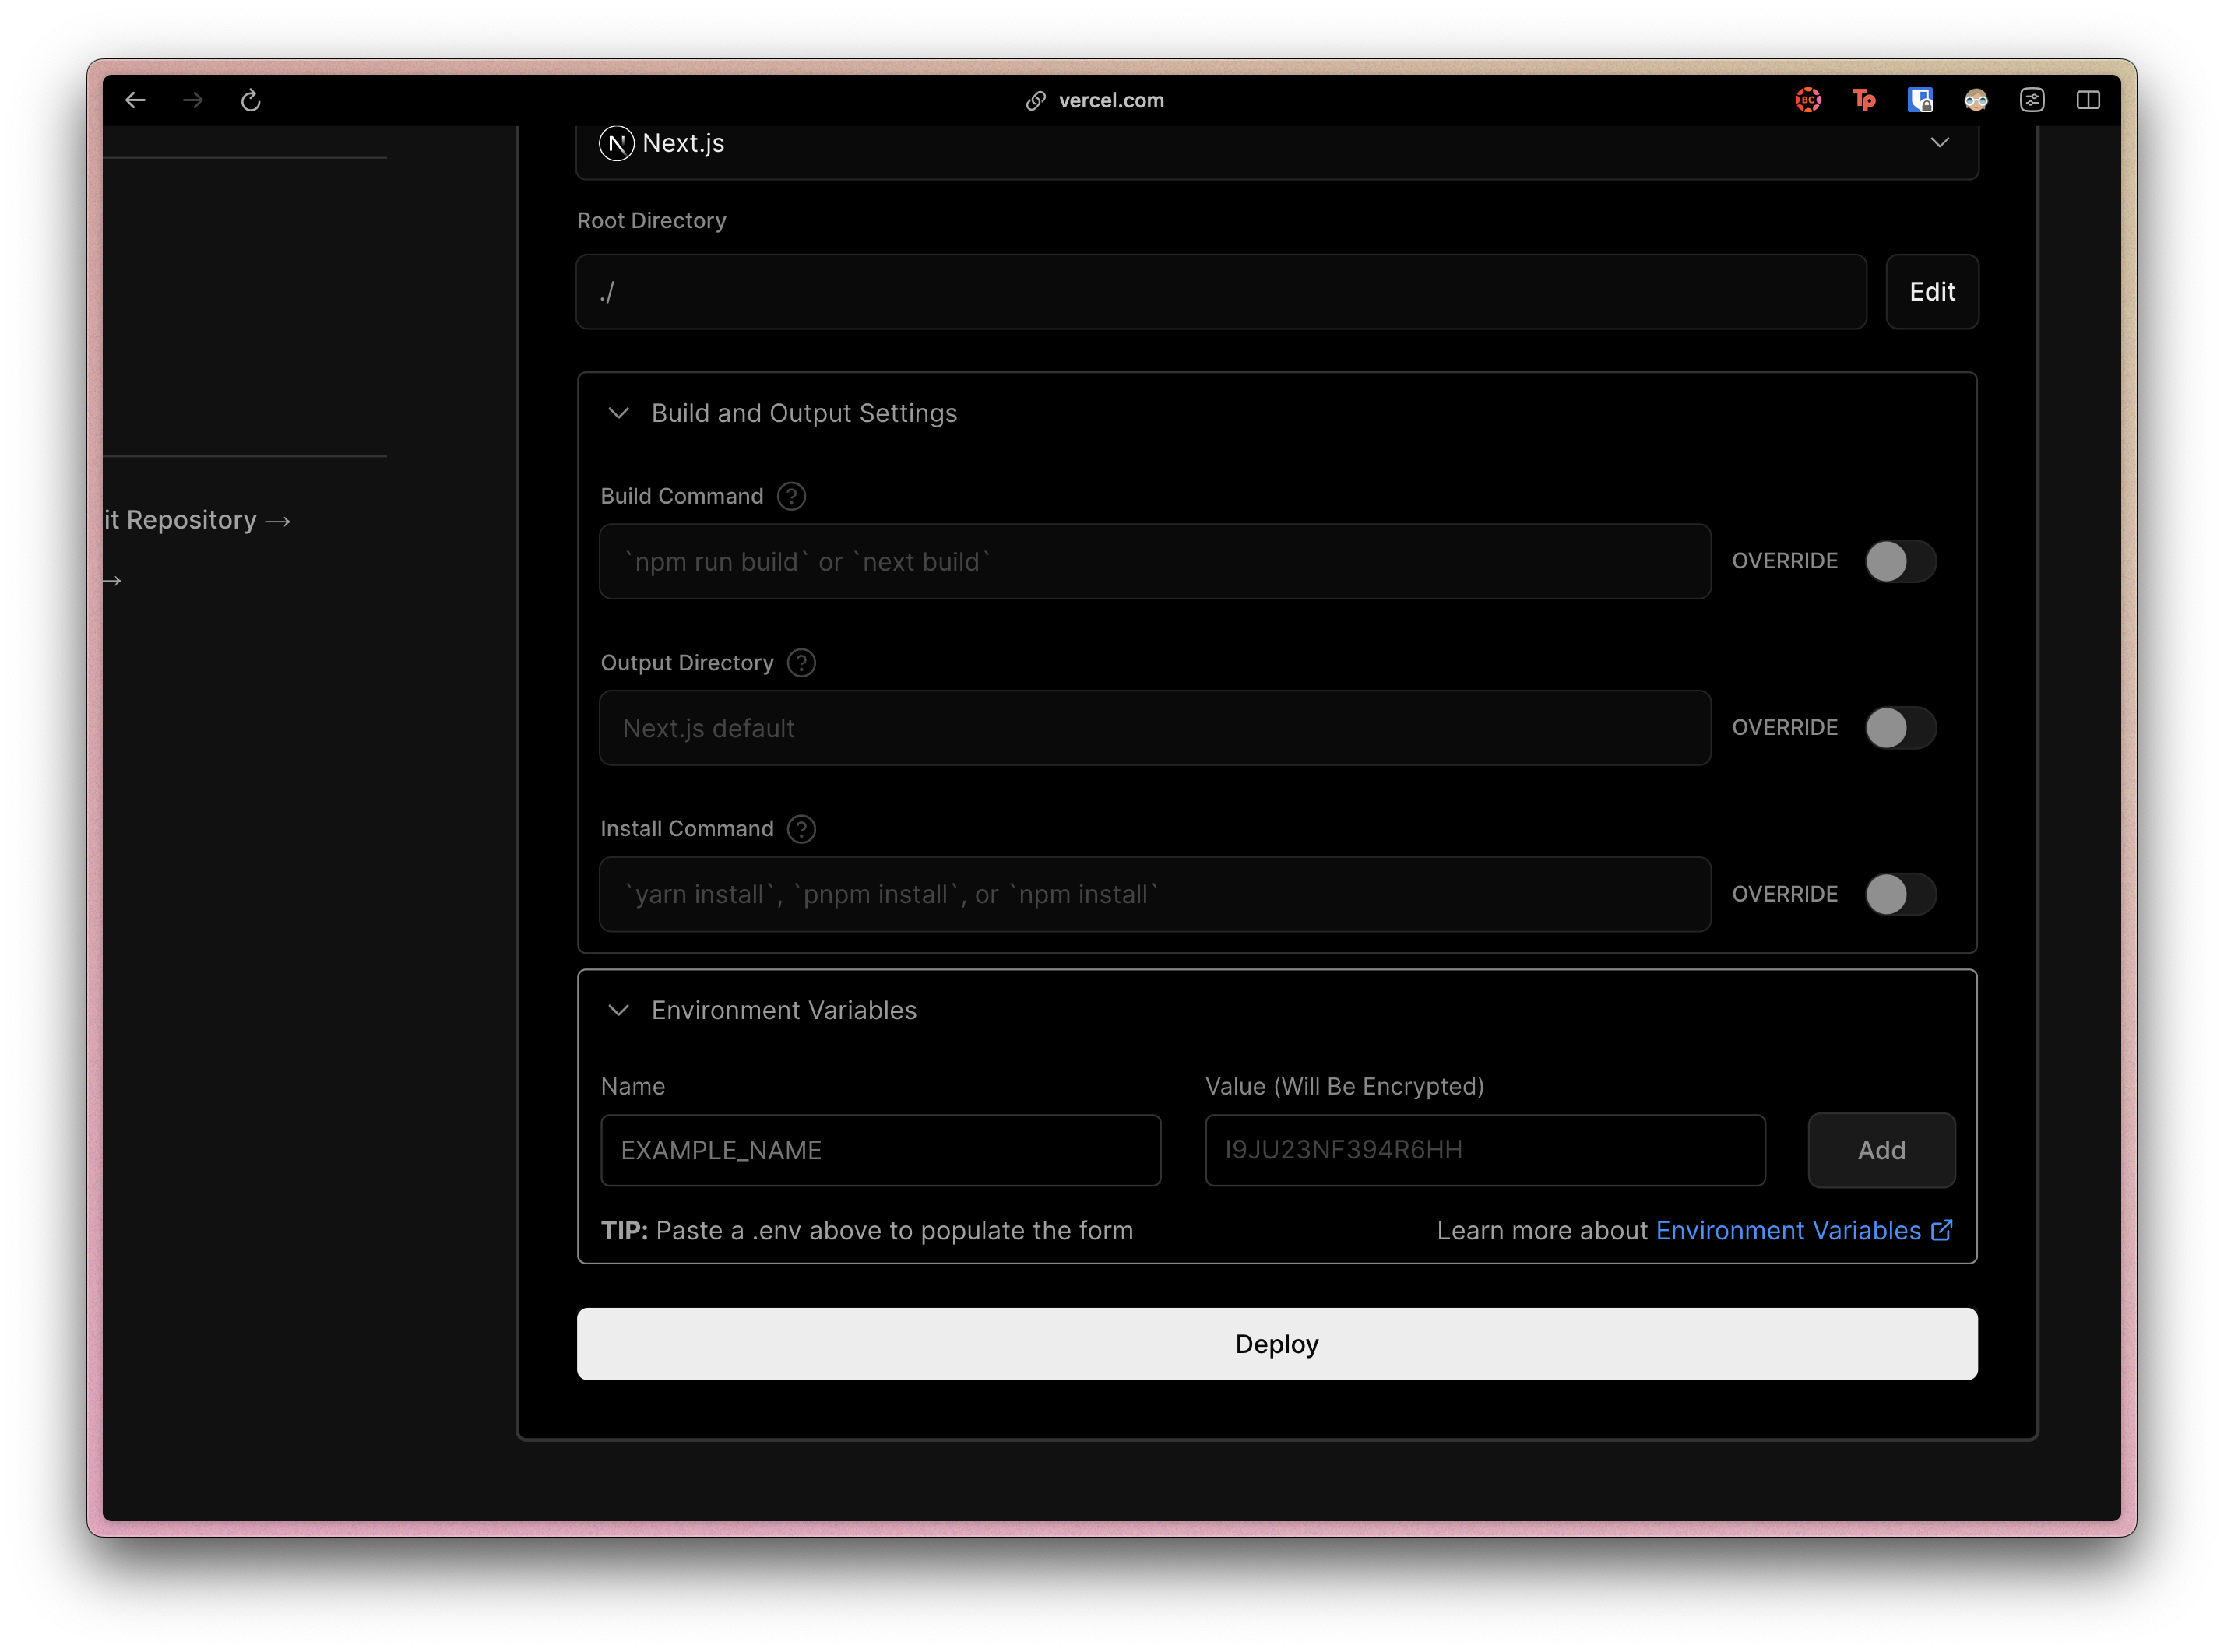 vercel.com
BC
Tp
N Next.js
Root Directory
./
Edit
Build and Output Settings
it Repository →
→
Build Command ?
`npm run build` or `next build`
OVERRIDE
Output Directory ?
Next.js default
OVERRIDE
Install Command ?
`yarn install`, `pnpm install`, or `npm install`
OVERRIDE
Environment Variables
Name
Value (Will Be Encrypted)
EXAMPLE_NAME
I9JU23NF394R6HH
Add
TIP: Paste a .env above to populate the form
Learn more about Environment Variables
Deploy